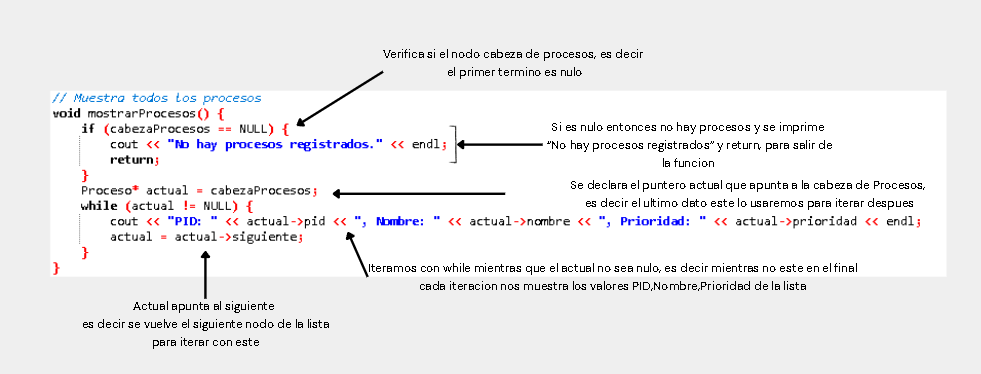 Verifica si el nodo cabeza de procesos, es decir
el primer termino es nulo
// Muestra todos los procesos
void mostrarProcesos() {
if (cabezaProcesos == NULL) {
cout << "No hay procesos registrados." << endl;
return;
}
Si es nulo entonces no hay procesos y se imprime
“No hay procesos registrados” y return, para salir de
la funcion
Proceso* actual = cabezaProcesos;
Se declara el puntero actual que apunta a la cabeza de Procesos,
es decir el ultimo dato este lo usaremos para iterar despues
while (actual != NULL) {
cout << "PID: " << actual->pid << ", Nombre: " << actual->nombre << ", Prioridad: " << actual->prioridad << endl;
actual = actual->siguiente;
}
}
Iteramos con while mientras que el actual no sea nulo, es decir mientras no este en el final
cada iteracion nos muestra los valores PID,Nombre,Prioridad de la lista
Actual apunta al siguiente
es decir se vuelve el siguiente nodo de la lista
para iterar con este